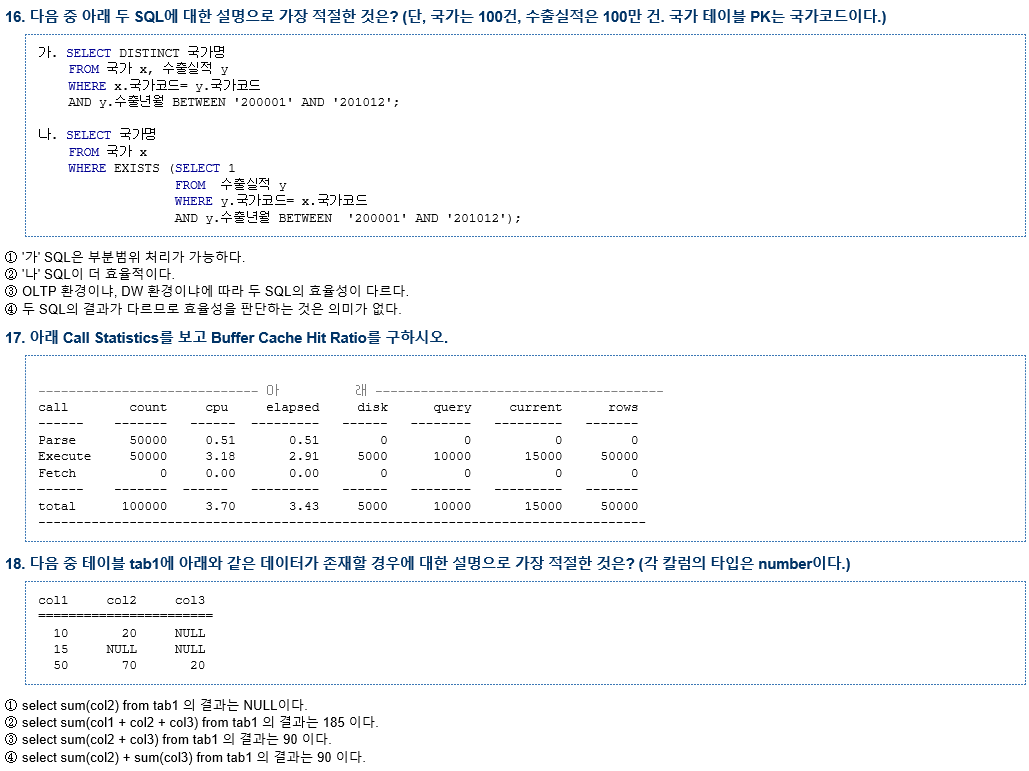 16. 다음 중 아래 두 SQL에 대한 설명으로 가장 적절한 것은? (단, 국가는 100건, 수출실적은 100만 건. 국가 테이블 PK는 국가코드이다.)
가. SELECT DISTINCT 국가명
FROM 국가 x, 수출실적 y
WHERE x.국가코드= y.국가코드
AND y.수출년월 BETWEEN '200001' AND '201012';
나. SELECT 국가명
FROM 국가 x
WHERE EXISTS (SELECT 1
FROM 수출실적 y
WHERE y.국가코드= x.국가코드
AND y.수출년월 BETWEEN '200001' AND '201012');
① '가' SQL은 부분범위 처리가 가능하다.
② '나' SQL이 더 효율적이다.
③ OLTP 환경이냐, DW 환경이냐에 따라 두 SQL의 효율성이 다르다.
④ 두 SQL의 결과가 다르므로 효율성을 판단하는 것은 의미가 없다.
17. 아래 Call Statistics를 보고 Buffer Cache Hit Ratio를 구하시오.
----------------------------- 아 래 --------------------------------------
call count cpu elapsed disk query current rows
------ ------- ------ --------- ------ -------- --------- -------
Parse 50000 0.51 0.51 0 0 0 0
Execute 50000 3.18 2.91 5000 10000 15000 50000
Fetch 0 0.00 0.00 0 0 0 0
------ ------- ------ --------- ------ -------- --------- -------
total 100000 3.70 3.43 5000 10000 15000 50000
--------------------------------------------------------------------------------
18. 다음 중 테이블 tab1에 아래와 같은 데이터가 존재할 경우에 대한 설명으로 가장 적절한 것은? (각 칼럼의 타입은 number이다.)
col1 col2 col3
=======================
10 20 NULL
15 NULL NULL
50 70 20
① select sum(col2) from tab1 의 결과는 NULL이다.
② select sum(col1 + col2 + col3) from tab1 의 결과는 185 이다.
③ select sum(col2 + col3) from tab1 의 결과는 90 이다.
④ select sum(col2) + sum(col3) from tab1 의 결과는 90 이다.